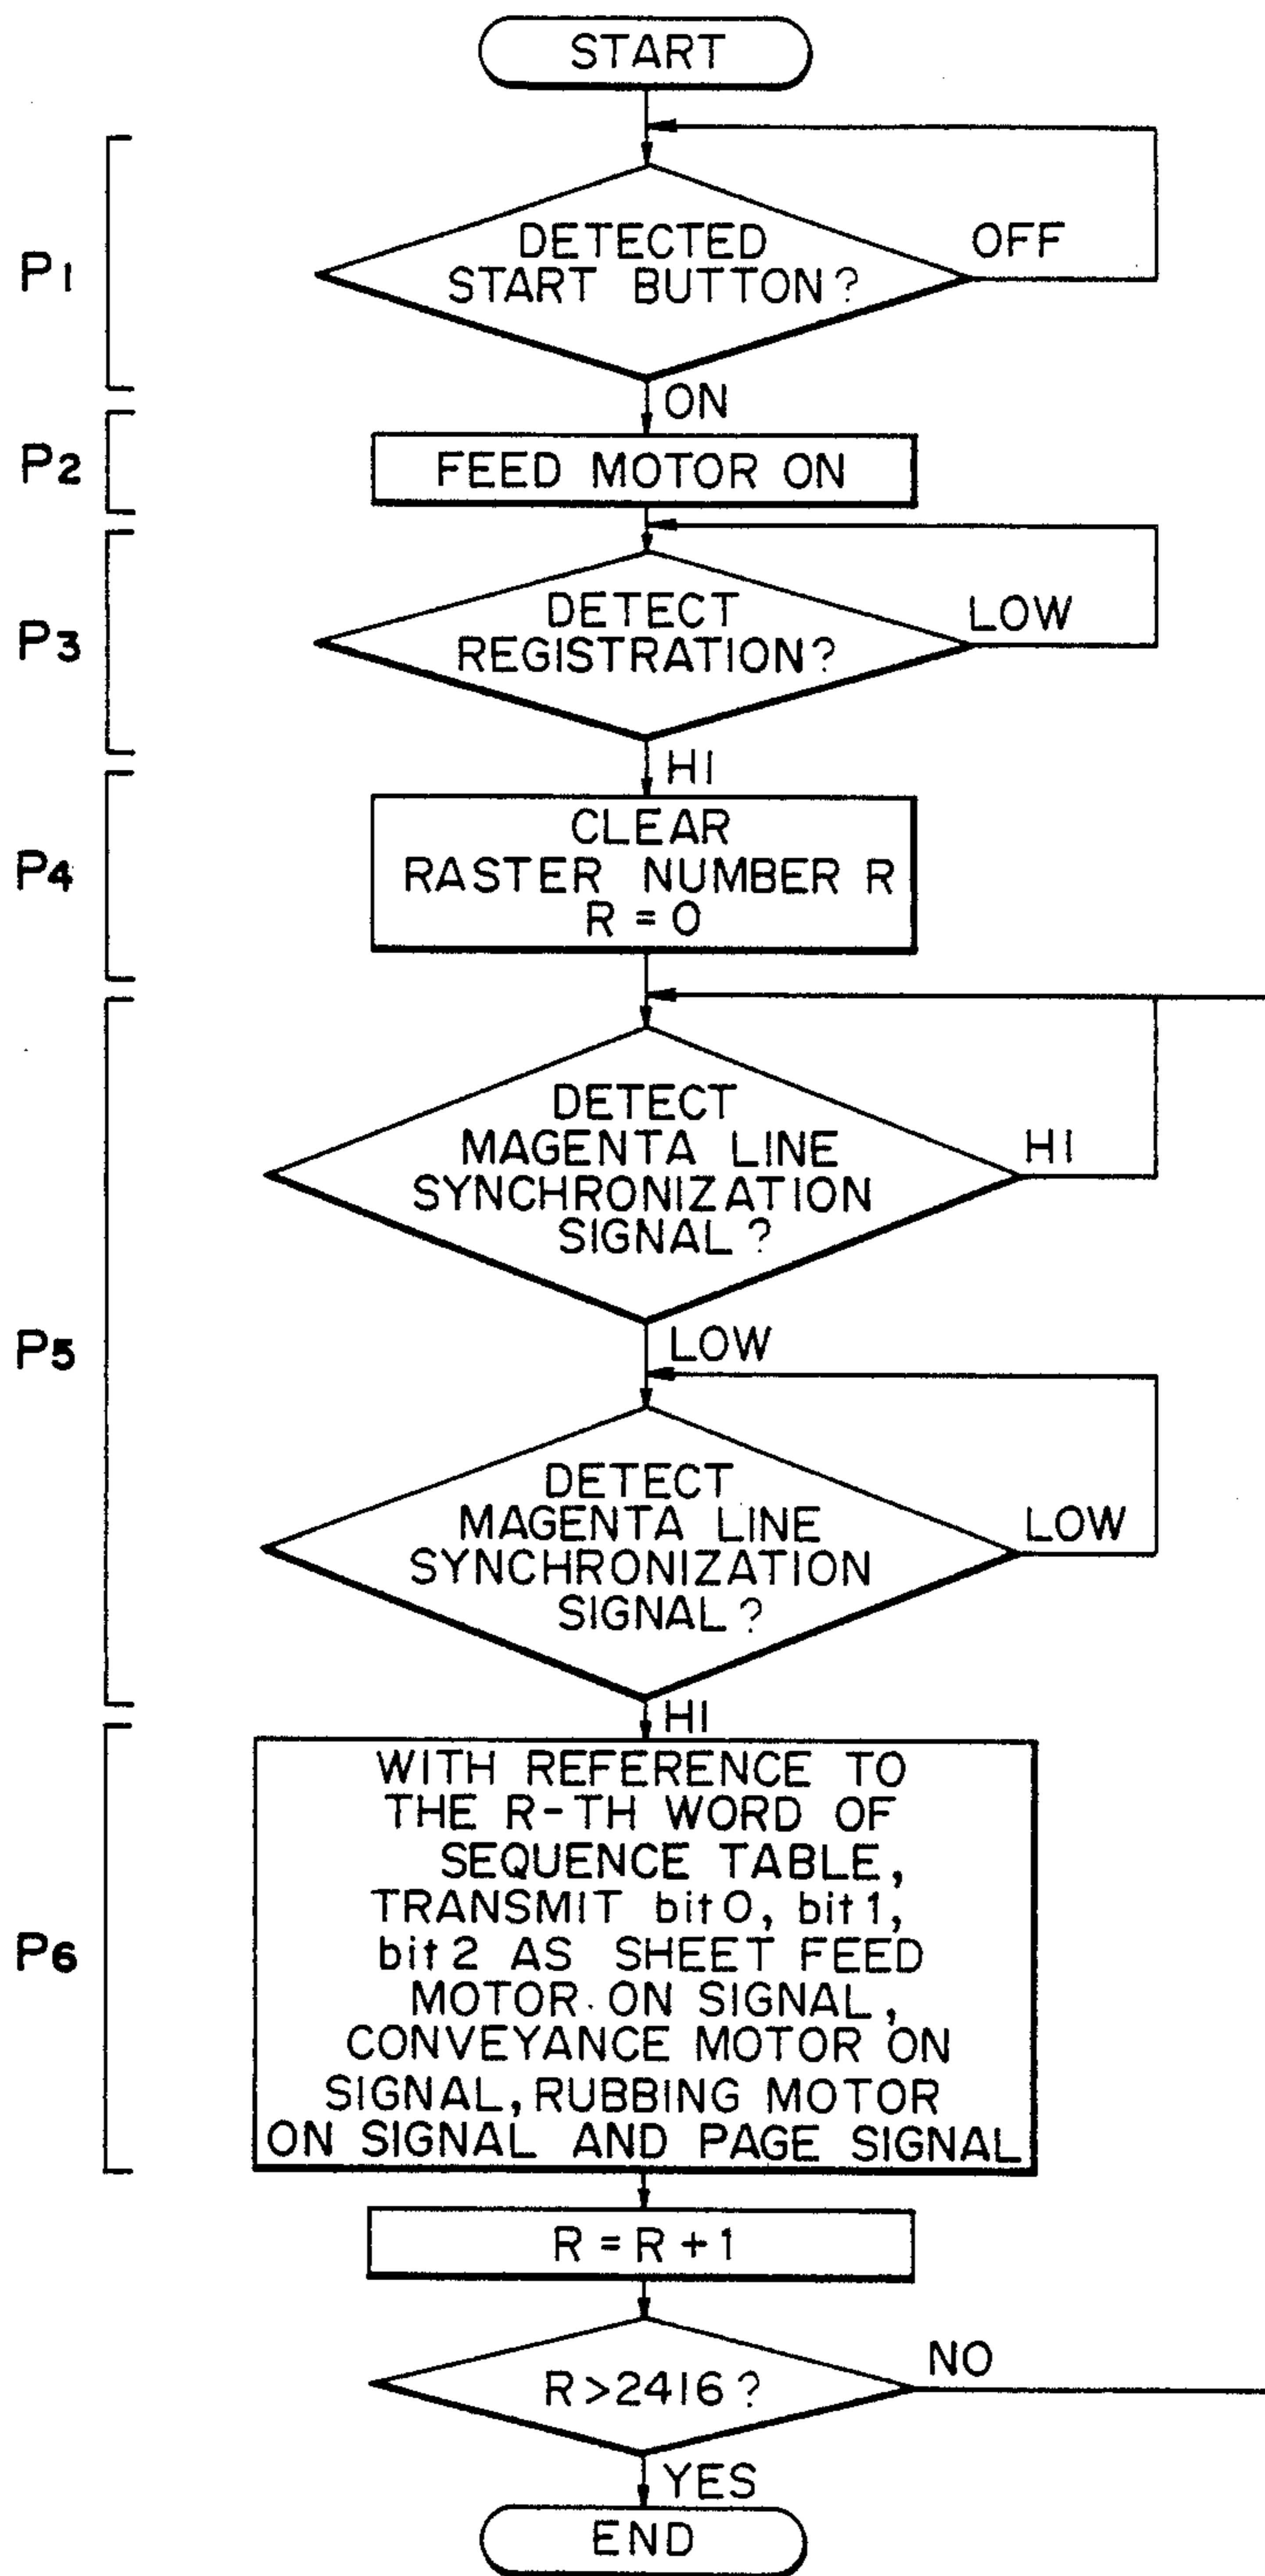 START
P1
DETECTED
START BUTTON?
OFF
ON
P2
FEED MOTOR ON
P3
DETECT
REGISTRATION?
LOW
HI
P4
CLEAR
RASTER NUMBER R
R = 0
P5
DETECT
MAGENTA LINE
SYNCHRONIZATION
SIGNAL?
HI
LOW
DETECT
MAGENTA LINE
SYNCHRONIZATION
SIGNAL?
LOW
HI
P6
WITH REFERENCE TO
THE R-TH WORD OF
SEQUENCE TABLE,
TRANSMIT bit0, bit1,
bit2 AS SHEET FEED
MOTOR ON SIGNAL,
CONVEYANCE MOTOR ON
SIGNAL, RUBBING MOTOR
ON SIGNAL AND PAGE SIGNAL
R = R + 1
R > 2416?
NO
YES
END